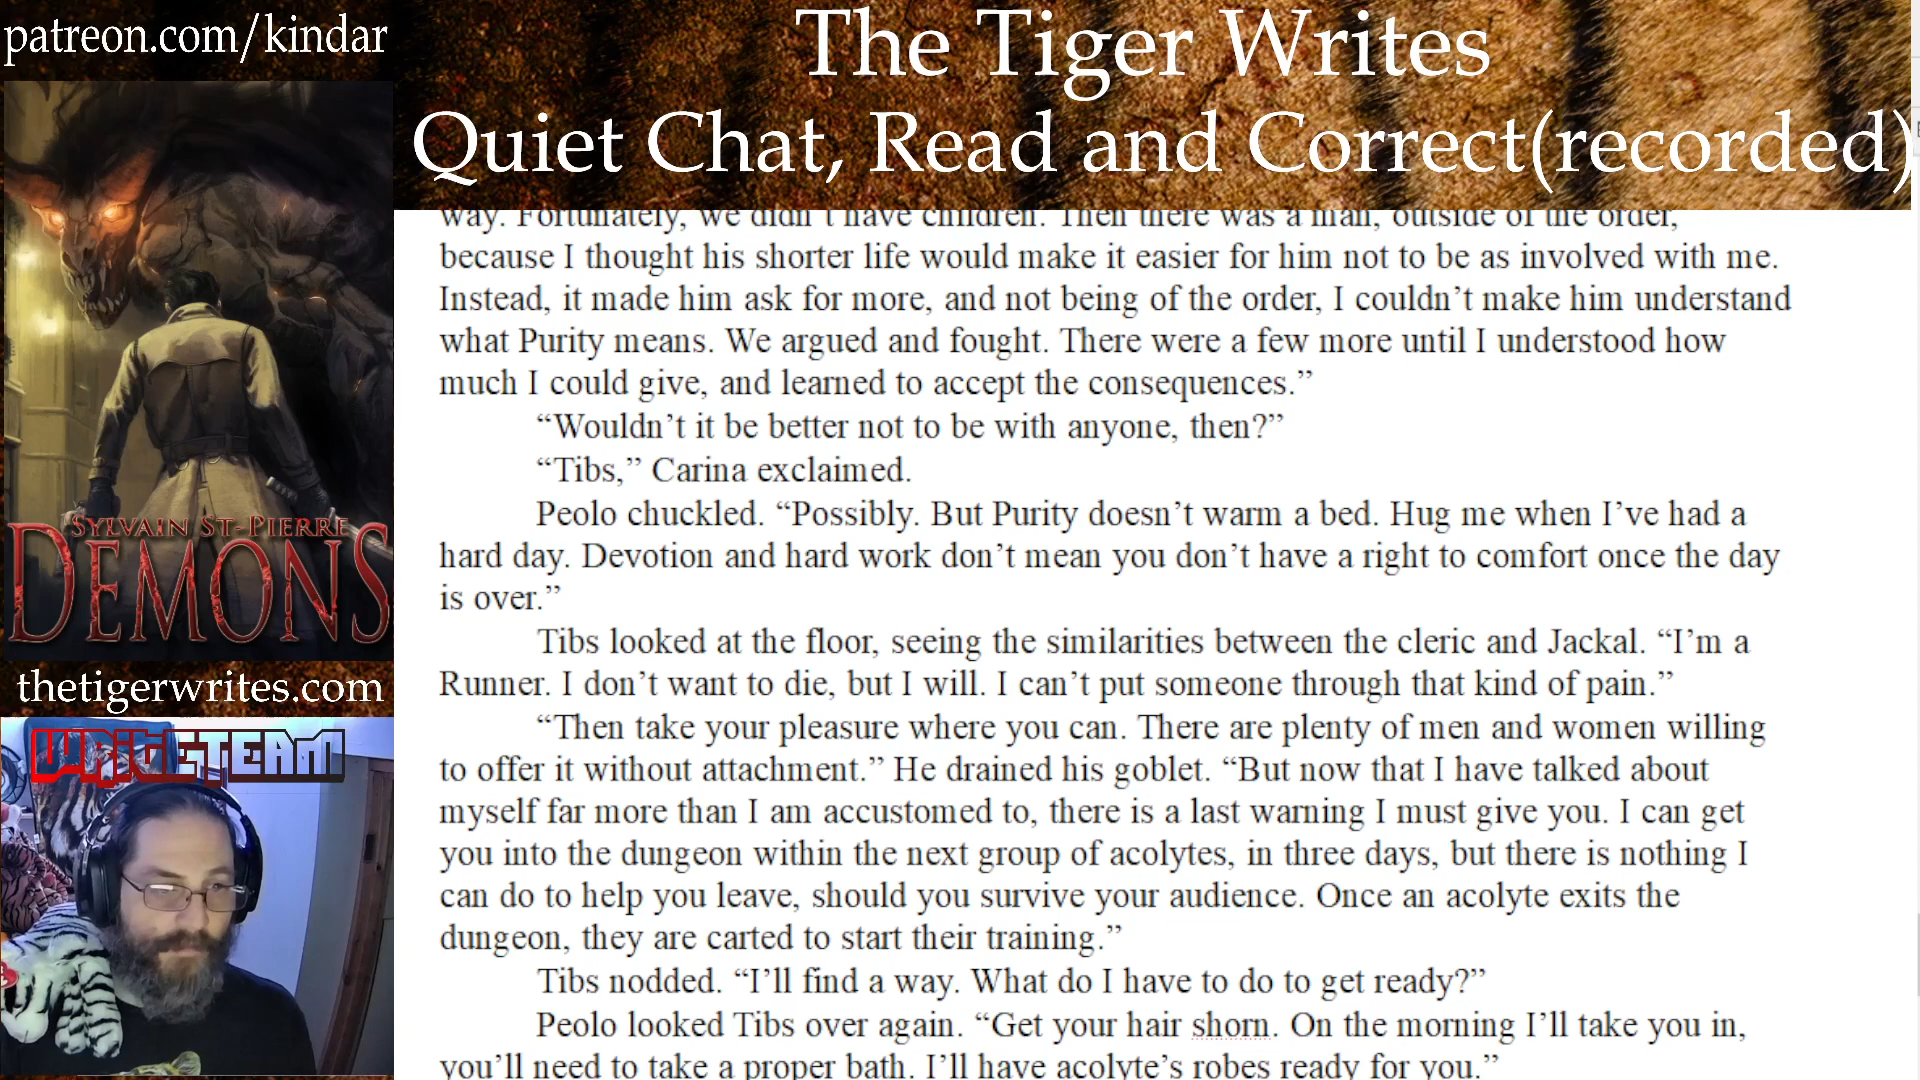 patreon.com/kindar
The Tiger Writes
Quiet Chat, Read and Correct(recorded)
SYLVAIN ST-PIERRE
DEMONS
thetigerwrites.com
WRITETEAM
way. Fortunately, we didn’t have children. Then there was a man, outside of the order,
because I thought his shorter life would make it easier for him not to be as involved with me.
Instead, it made him ask for more, and not being of the order, I couldn’t make him understand
what Purity means. We argued and fought. There were a few more until I understood how
much I could give, and learned to accept the consequences.”
“Wouldn’t it be better not to be with anyone, then?”
“Tibs,” Carina exclaimed.
Peolo chuckled. “Possibly. But Purity doesn’t warm a bed. Hug me when I’ve had a
hard day. Devotion and hard work don’t mean you don’t have a right to comfort once the day
is over.”
Tibs looked at the floor, seeing the similarities between the cleric and Jackal. “I’m a
Runner. I don’t want to die, but I will. I can’t put someone through that kind of pain.”
“Then take your pleasure where you can. There are plenty of men and women willing
to offer it without attachment.” He drained his goblet. “But now that I have talked about
myself far more than I am accustomed to, there is a last warning I must give you. I can get
you into the dungeon within the next group of acolytes, in three days, but there is nothing I
can do to help you leave, should you survive your audience. Once an acolyte exits the
dungeon, they are carted to start their training.”
Tibs nodded. “I’ll find a way. What do I have to do to get ready?”
Peolo looked Tibs over again. “Get your hair shorn. On the morning I’ll take you in,
you’ll need to take a proper bath. I’ll have acolyte’s robes ready for you.”